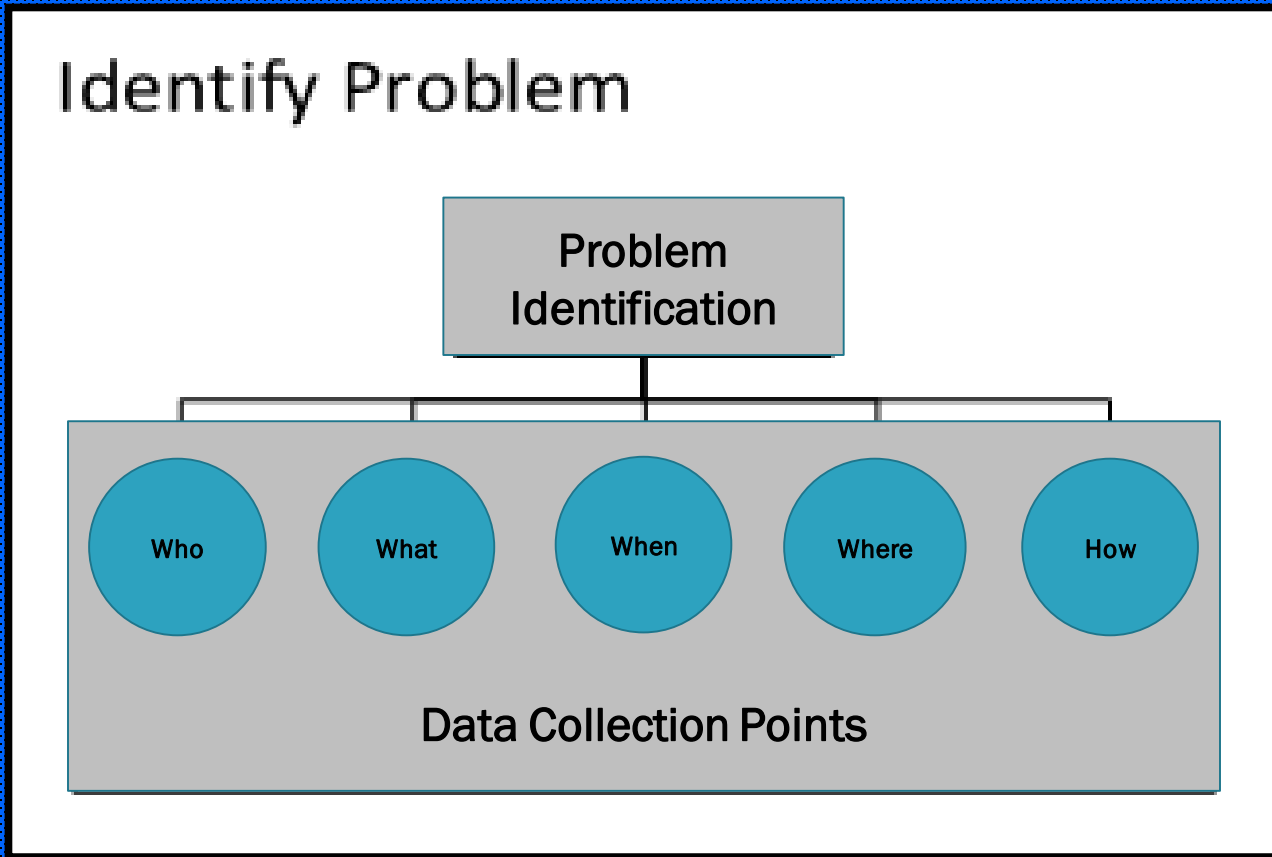 Identify Problem
Problem
Identification
Who
What
When
Where
How
Data Collection Points